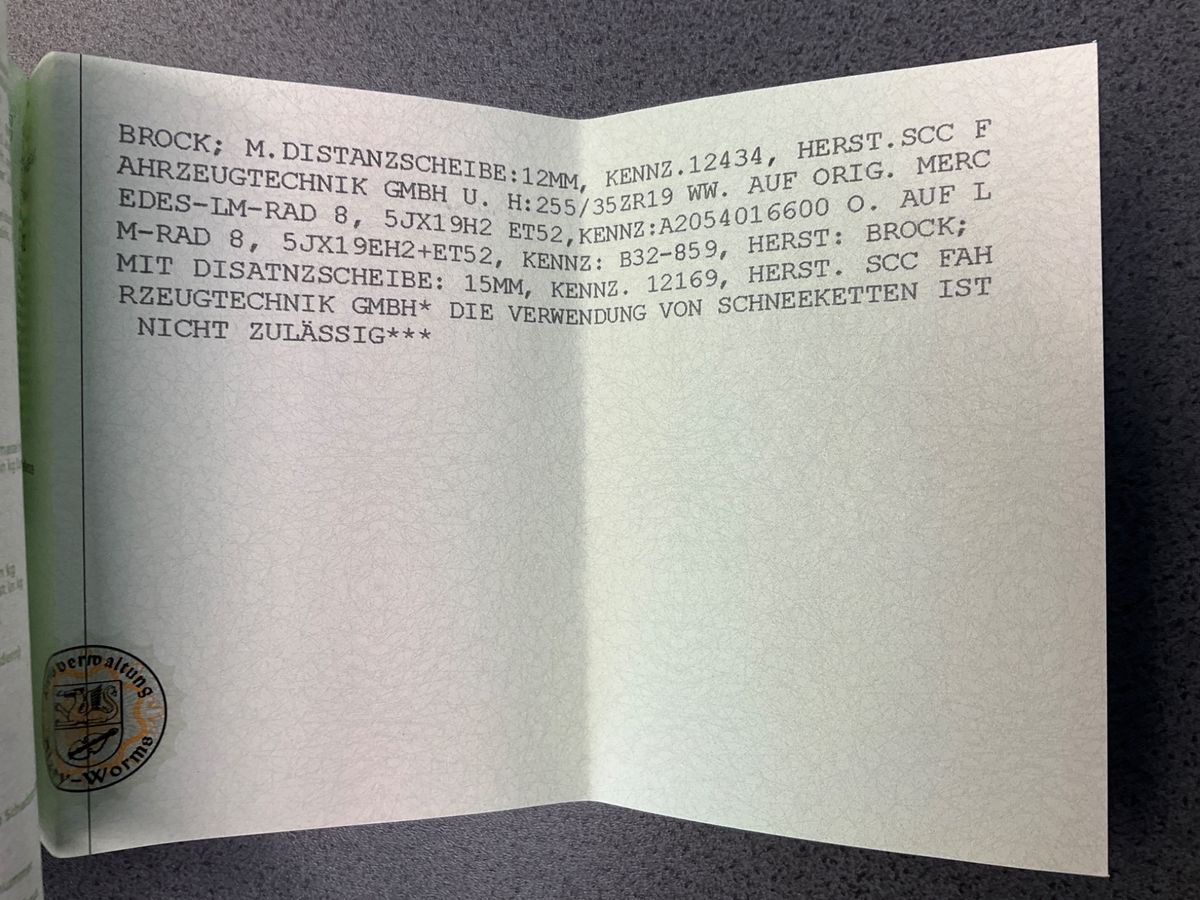 BROCK; M.DISTANZSCHEIBE:12MM, KENNZ.12434, HERST.SCC F
AHRZEUGTECHNIK GMBH U. H:255/35ZR19 WW. AUF ORIG. MERC
EDES-LM-RAD 8, 5JX19H2 ET52,KENNZ:A2054016600 O. AUF L
M-RAD 8, 5JX19EH2+ET52, KENNZ: B32-859, HERST: BROCK;
MIT DISATNZSCHEIBE: 15MM, KENNZ. 12169, HERST. SCC FAH
RZEUGTECHNIK GMBH* DIE VERWENDUNG VON SCHNEEKETTEN IST
NICHT ZULÄSSIG***
verwaltung
-Worms